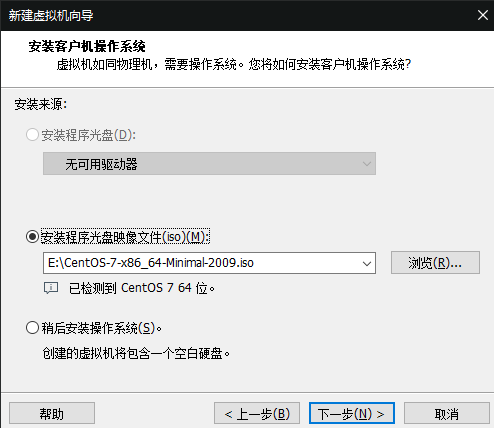 新建虚拟机向导
安装客户机操作系统
虚拟机如同物理机，需要操作系统。您将如何安装客户机操作系统?
安装来源:
安装程序光盘(D):
无可用驱动器
安装程序光盘映像文件(iso)(M):
E:\CentOS-7-x86_64-Minimal-2009.iso
浏览(R)...
已检测到 CentOS 7 64 位。
稍后安装操作系统(S)。
创建的虚拟机将包含一个空白硬盘。
帮助
< 上一步(B)
下一步(N) >
取消